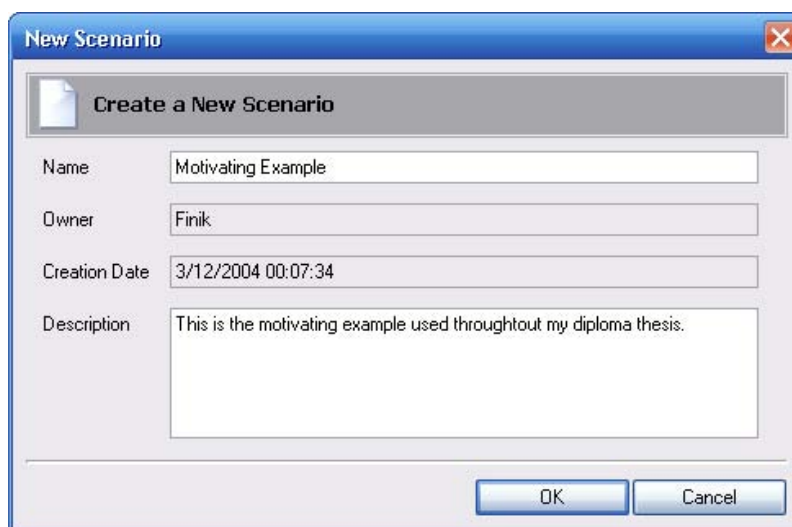 New Scenario
Create a New Scenario
Name Motivating Example
Owner Finik
Creation Date 3/12/2004 00:07:34
Description This is the motivating example used throughtout my diploma thesis.
OK Cancel